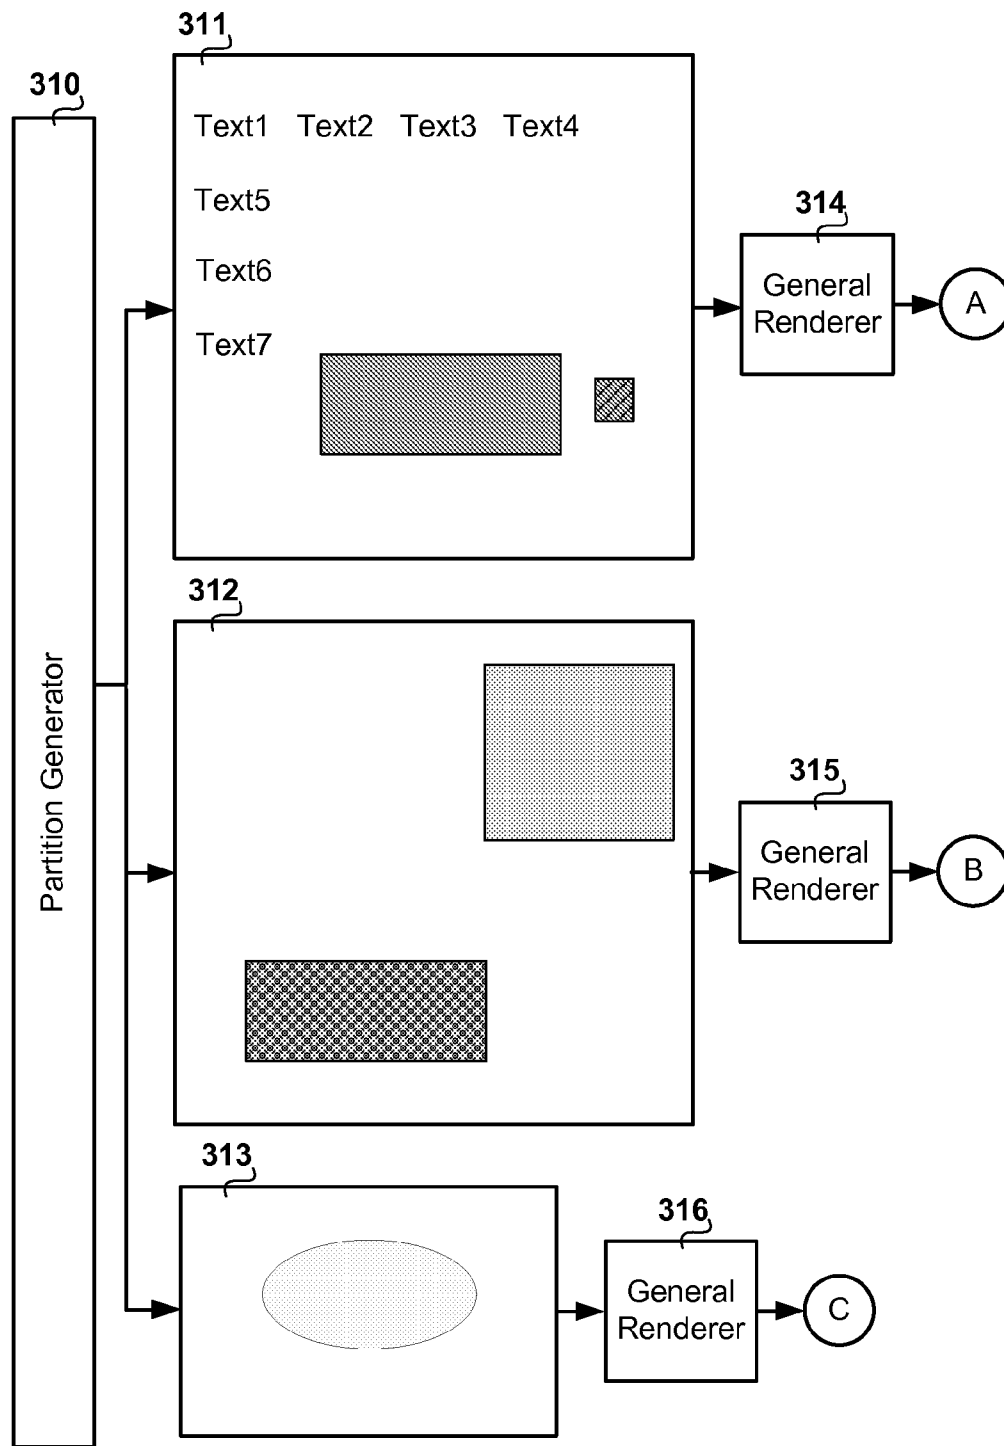 311
310
Text1 Text2 Text3 Text4
Text5
Text6
Text7
314
General
Renderer
A
312
Partition Generator
315
General
Renderer
B
313
316
General
Renderer
C